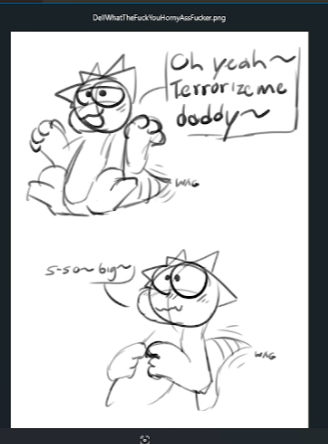 DellWhatTheFuckYouHornyAssFucker.png
Oh yeah~
Terrorize me
daddy~
WAG
S-so~ big~
WAG